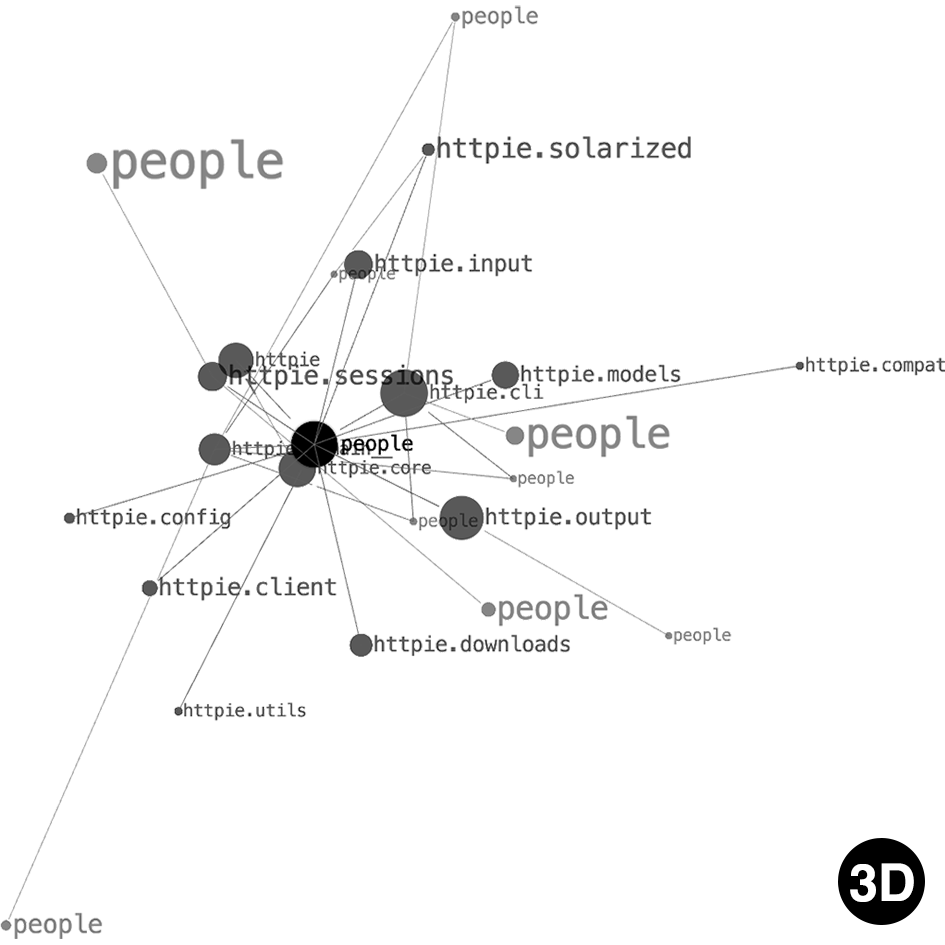 people
httpie.solarized
people
httpie.input
people
httpie
httpie.compat
httpie.sessions
httpie.models
httpie.cli
people
people
httpie.core
people
httpie.config
httpie.output
people
httpie.client
people
people
httpie.downloads
httpie.utils
3D
people